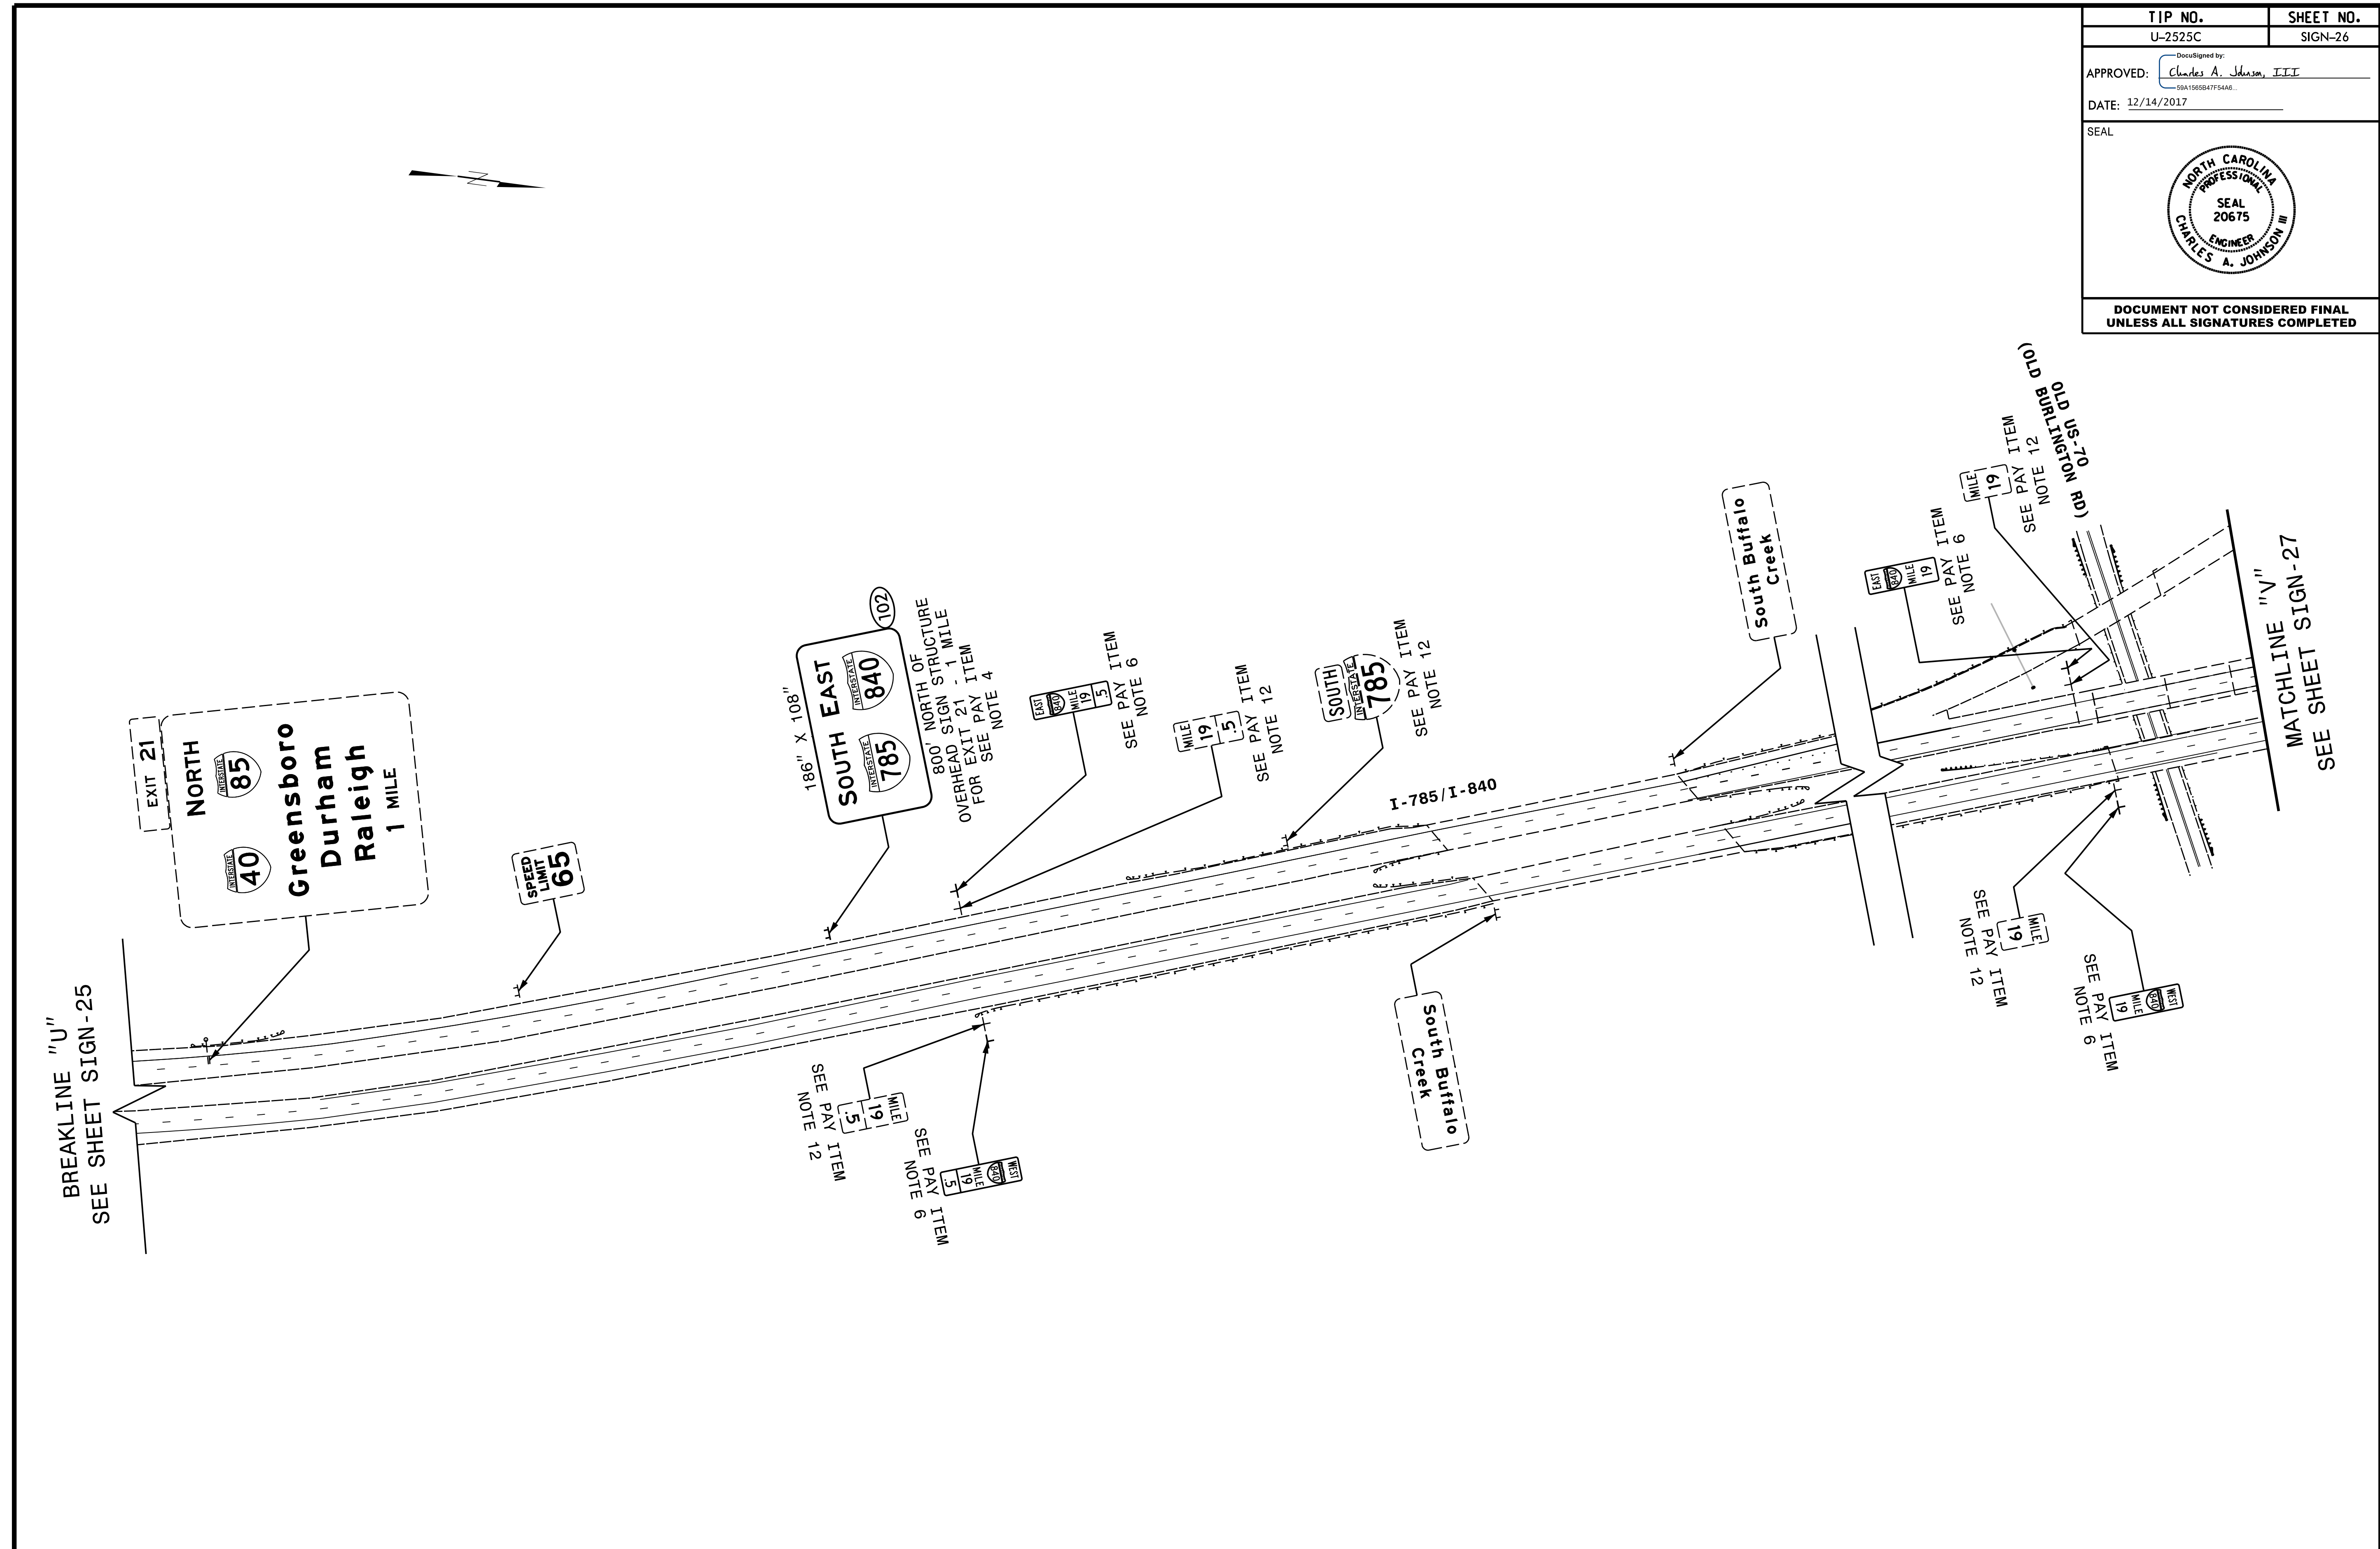 TIP NO.
SHEET NO.
U-2525C
SIGN-26
APPROVED:
DocuSigned by:
Charles A. Johnson, III
59A1565B47F54A6...
DATE: 12/14/2017
SEAL
NORTH CAROLINA
PROFESSIONAL
SEAL
20675
ENGINEER
CHARLES A. JOHNSON III
DOCUMENT NOT CONSIDERED FINAL
UNLESS ALL SIGNATURES COMPLETED
N
BREAKLINE "U"
SEE SHEET SIGN-25
EXIT 21
NORTH
INTERSTATE
40
INTERSTATE
85
Greensboro
Durham
Raleigh
1 MILE
SPEED
LIMIT
65
186" X 108"
102
SOUTH EAST
INTERSTATE
785
INTERSTATE
840
800' NORTH OF
OVERHEAD SIGN STRUCTURE
FOR EXIT 21 - 1 MILE
SEE PAY ITEM
NOTE 4
EAST
840
MILE
19
.5
SEE PAY ITEM
NOTE 6
MILE
19
.5
SEE PAY ITEM
NOTE 12
SOUTH
INTERSTATE
785
SEE PAY ITEM
NOTE 12
I-785/I-840
South Buffalo
Creek
EAST
840
MILE
19
SEE PAY ITEM
NOTE 6
MILE
19
SEE PAY ITEM
NOTE 12
OLD US-70
(OLD BURLINGTON RD)
MATCHLINE "V"
SEE SHEET SIGN-27
MILE
19
.5
SEE PAY ITEM
NOTE 12
WEST
840
MILE
19
.5
SEE PAY ITEM
NOTE 6
South Buffalo
Creek
MILE
19
SEE PAY ITEM
NOTE 12
WEST
840
MILE
19
SEE PAY ITEM
NOTE 6